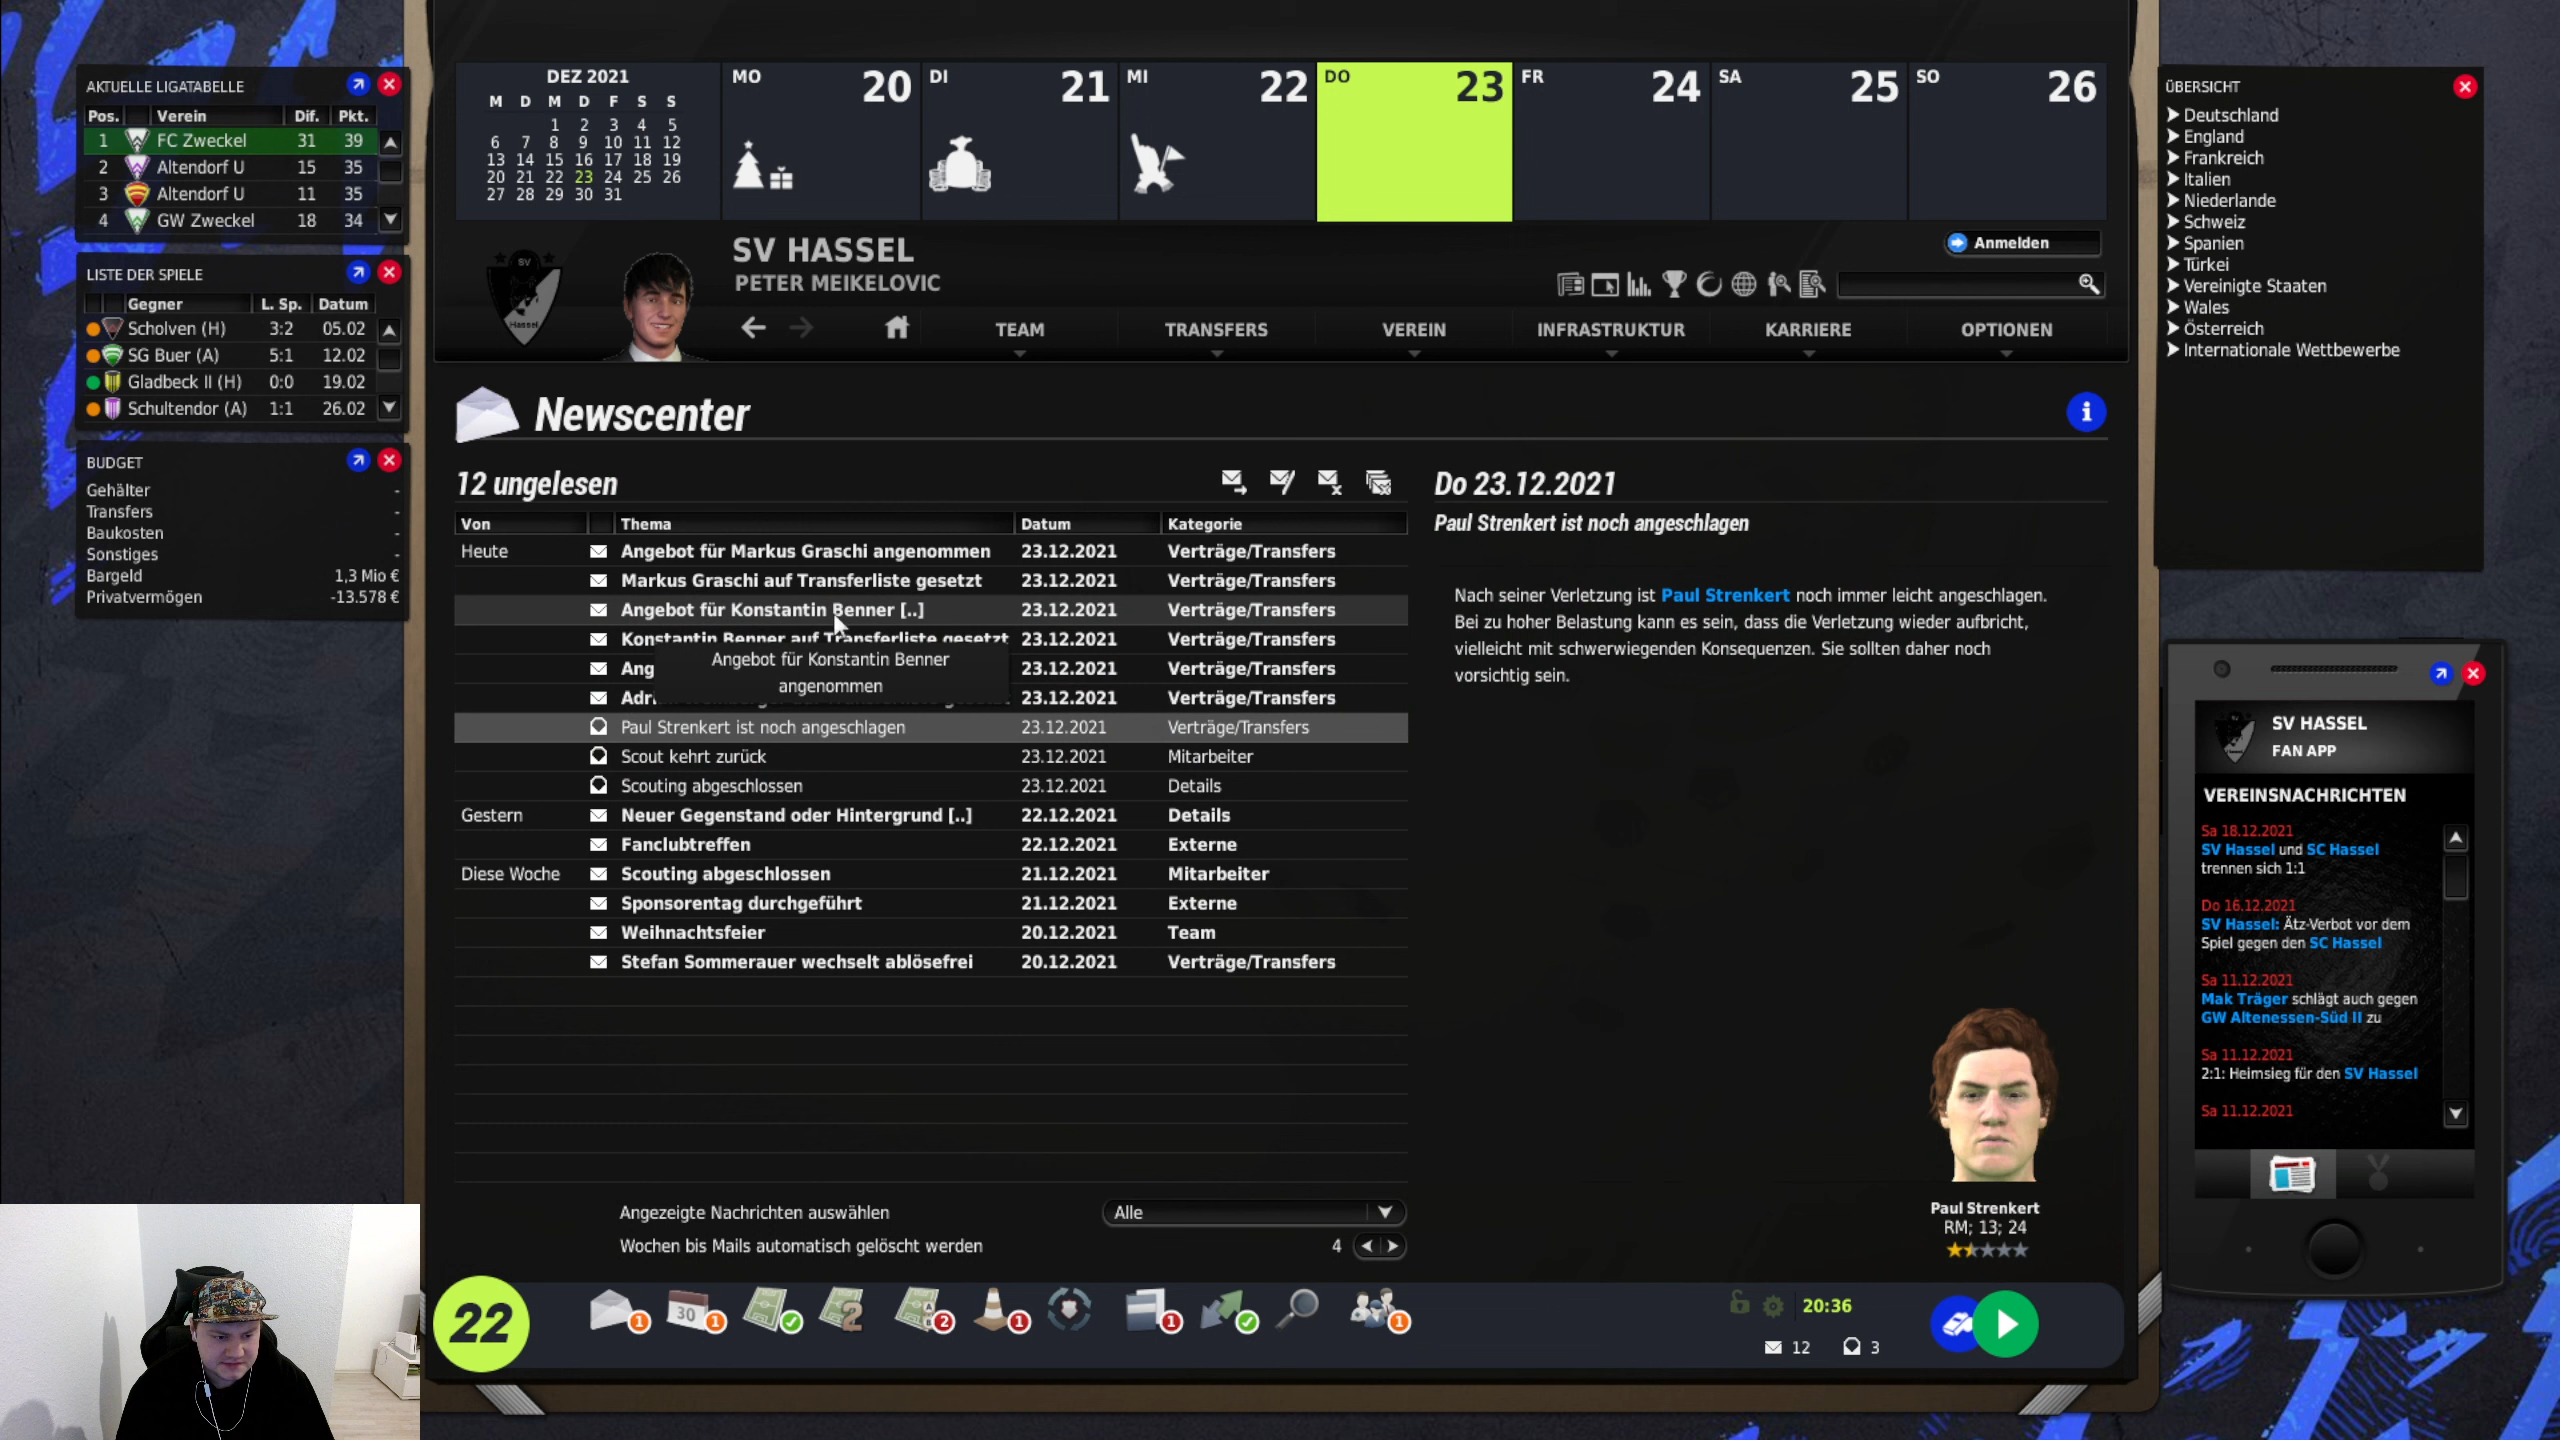 AKTUELLE LIGATABELLE
Pos. Verein Dif. Pkt.
1 FC Zweckel 31 39
2 Altendorf U 15 35
3 Altendorf U 11 35
4 GW Zweckel 18 34
LISTE DER SPIELE
Gegner L. Sp. Datum
Scholven (H) 3:2 05.02
SG Buer (A) 5:1 12.02
Gladbeck II (H) 0:0 19.02
Schultendor (A) 1:1 26.02
BUDGET
Gehälter -
Transfers -
Baukosten -
Sonstiges -
Bargeld 1,3 Mio €
Privatvermögen -13.578 €
DEZ 2021
M D M D F S S
1 2 3 4 5
6 7 8 9 10 11 12
13 14 15 16 17 18 19
20 21 22 23 24 25 26
27 28 29 30 31
MO 20
DI 21
MI 22
DO 23
FR 24
SA 25
SO 26
SV
Hassel
SV HASSEL
PETER MEIKELOVIC
Anmelden
TEAM TRANSFERS VEREIN INFRASTRUKTUR KARRIERE OPTIONEN
Newscenter
i
12 ungelesen
Von Thema Datum Kategorie
Heute Angebot für Markus Graschi angenommen 23.12.2021 Verträge/Transfers
Markus Graschi auf Transferliste gesetzt 23.12.2021 Verträge/Transfers
Angebot für Konstantin Benner [..] 23.12.2021 Verträge/Transfers
Konstantin Benner auf Transferliste gesetzt 23.12.2021 Verträge/Transfers
Ang 23.12.2021 Verträge/Transfers
Angebot für Konstantin Benner
angenommen
23.12.2021 Verträge/Transfers
Paul Strenkert ist noch angeschlagen 23.12.2021 Verträge/Transfers
Scout kehrt zurück 23.12.2021 Mitarbeiter
Scouting abgeschlossen 23.12.2021 Details
Gestern Neuer Gegenstand oder Hintergrund [..] 22.12.2021 Details
Fanclubtreffen 22.12.2021 Externe
Diese Woche Scouting abgeschlossen 21.12.2021 Mitarbeiter
Sponsorentag durchgeführt 21.12.2021 Externe
Weihnachtsfeier 20.12.2021 Team
Stefan Sommerauer wechselt ablösefrei 20.12.2021 Verträge/Transfers
Angezeigte Nachrichten auswählen Alle
Wochen bis Mails automatisch gelöscht werden 4
Do 23.12.2021
Paul Strenkert ist noch angeschlagen
Nach seiner Verletzung ist Paul Strenkert noch immer leicht angeschlagen.
Bei zu hoher Belastung kann es sein, dass die Verletzung wieder aufbricht,
vielleicht mit schwerwiegenden Konsequenzen. Sie sollten daher noch
vorsichtig sein.
Paul Strenkert
RM; 13; 24
22
1 30 1 2 2 1 1 1
20:36
12 3
ÜBERSICHT
Deutschland
England
Frankreich
Italien
Niederlande
Schweiz
Spanien
Türkei
Vereinigte Staaten
Wales
Österreich
Internationale Wettbewerbe
SV HASSEL
FAN APP
VEREINSNACHRICHTEN
Sa 18.12.2021
SV Hassel und SC Hassel
trennen sich 1:1
Do 16.12.2021
SV Hassel: Ätz-Verbot vor dem
Spiel gegen den SC Hassel
Sa 11.12.2021
Mak Träger schlägt auch gegen
GW Altenessen-Süd II zu
Sa 11.12.2021
2:1: Heimsieg für den SV Hassel
Sa 11.12.2021